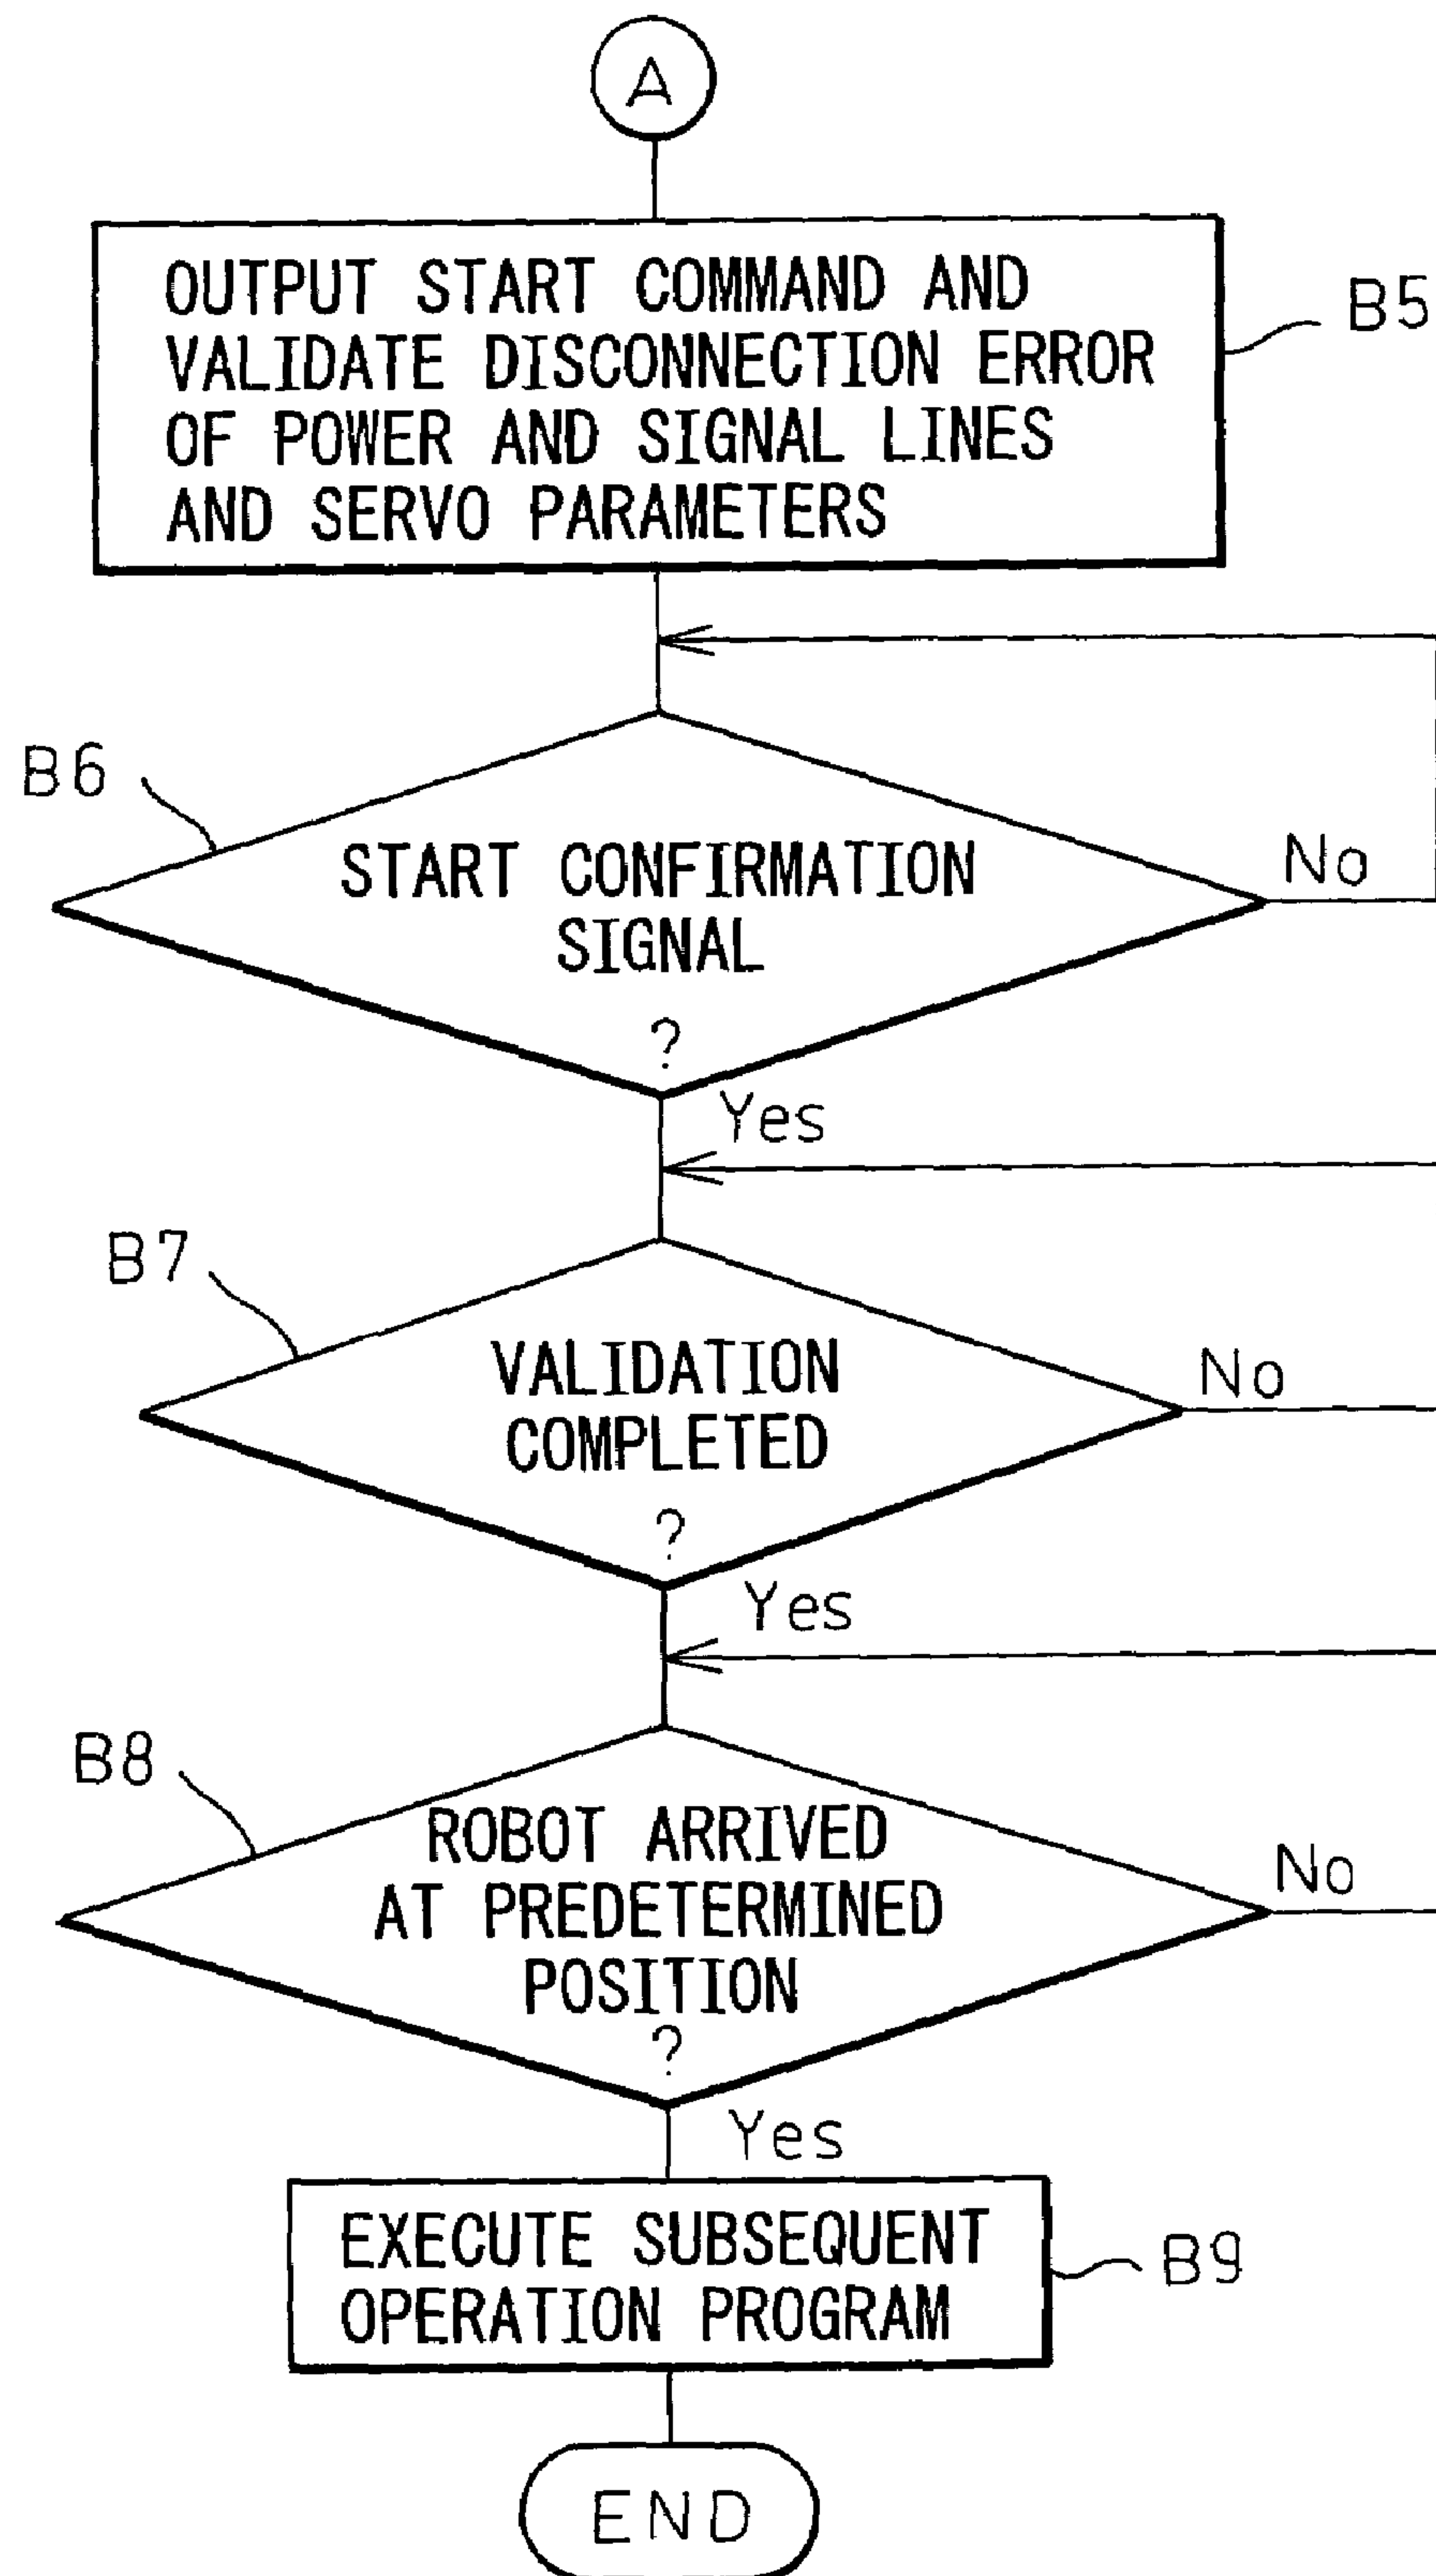 A
OUTPUT START COMMAND AND
VALIDATE DISCONNECTION ERROR
OF POWER AND SIGNAL LINES
AND SERVO PARAMETERS
B5
B6
START CONFIRMATION
SIGNAL
?
No
Yes
B7
VALIDATION
COMPLETED
?
No
Yes
B8
ROBOT ARRIVED
AT PREDETERMINED
POSITION
?
No
Yes
EXECUTE SUBSEQUENT
OPERATION PROGRAM
B9
END